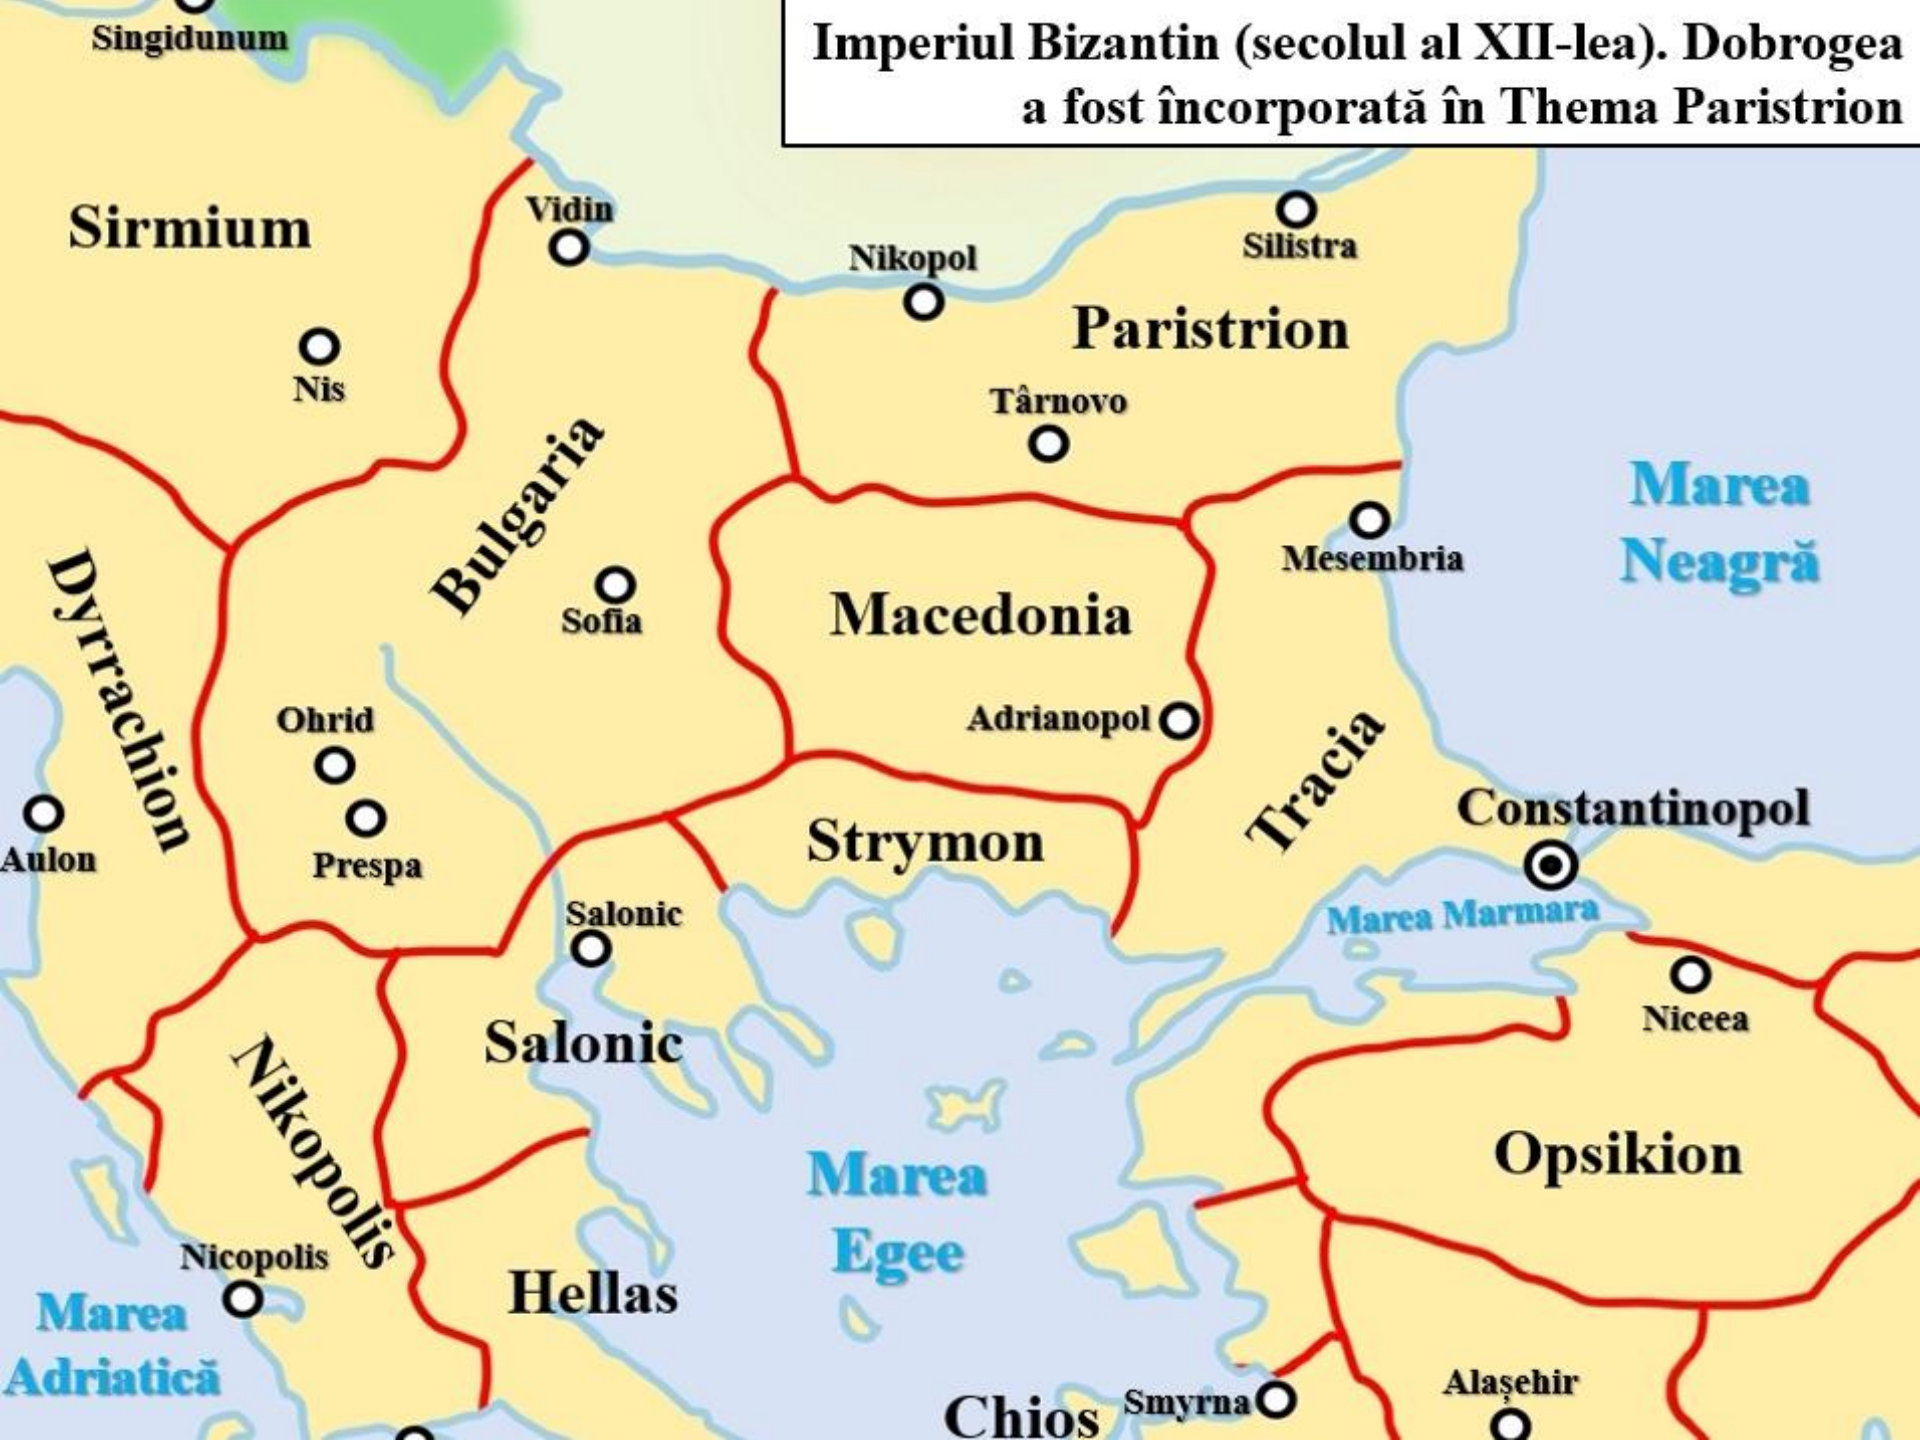 Imperiul Bizantin (secolul al XII-lea). Dobrogea
a fost încorporată în Thema Paristrion
Singidunum
Sirmium
Vidin
Nikopol
Silistra
Paristrion
Nis
Târnovo
Bulgaria
Marea
Neagră
Mesembria
Dyrrachion
Sofia
Macedonia
Ohrid
Adrianopol
Tracia
Constantinopol
Strymon
Aulon
Prespa
Salonic
Marea Marmara
Niceea
Salonic
Nikopolis
Opsikion
Marea
Egee
Nicopolis
Hellas
Marea
Adriatică
Alașehir
Chios
Smyrna